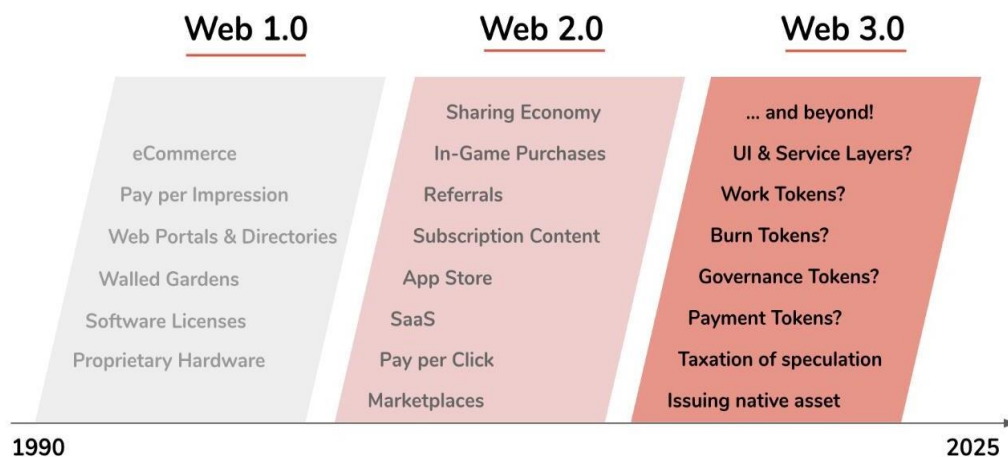 Web 1.0
Web 2.0
Web 3.0
eCommerce
Pay per Impression
Web Portals & Directories
Walled Gardens
Software Licenses
Proprietary Hardware
Sharing Economy
In-Game Purchases
Referrals
Subscription Content
App Store
SaaS
Pay per Click
Marketplaces
... and beyond!
UI & Service Layers?
Work Tokens?
Burn Tokens?
Governance Tokens?
Payment Tokens?
Taxation of speculation
Issuing native asset
1990
2025